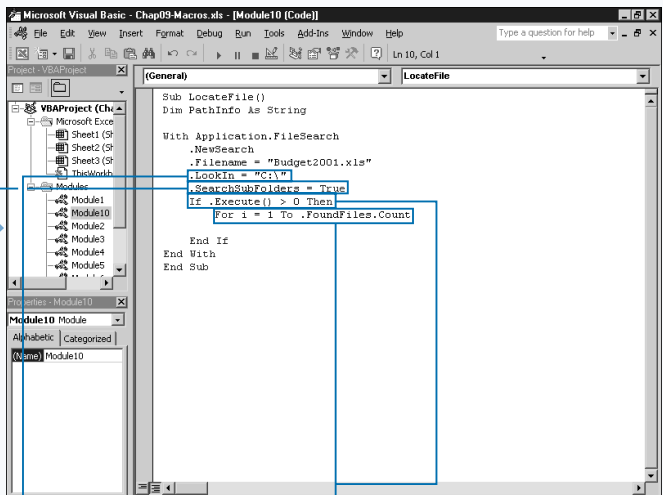 Microsoft Visual Basic - Chap09-Macros.xls - [Module10 (Code)]
File Edit View Insert Format Debug Run Tools Add-Ins Window Help
Type a question for help
Ln 10, Col 1
Project - VBAProject
(General)
LocateFile
VBAProject (Cha
Microsoft Exce
Sheet1 (Sh
Sheet2 (Sh
Sheet3 (Sh
ThisWorkb
Modules
Module1
Module10
Module2
Module3
Module4
Module5
Sub LocateFile()
Dim PathInfo As String
With Application.FileSearch
.NewSearch
.Filename = "Budget2001.xls"
.LookIn = "C:\"
.SearchSubFolders = True
If .Execute() > 0 Then
For i = 1 To .FoundFiles.Count
End If
End With
End Sub
Properties - Module10
Module10 Module
Alphabetic Categorized
(Name) Module10